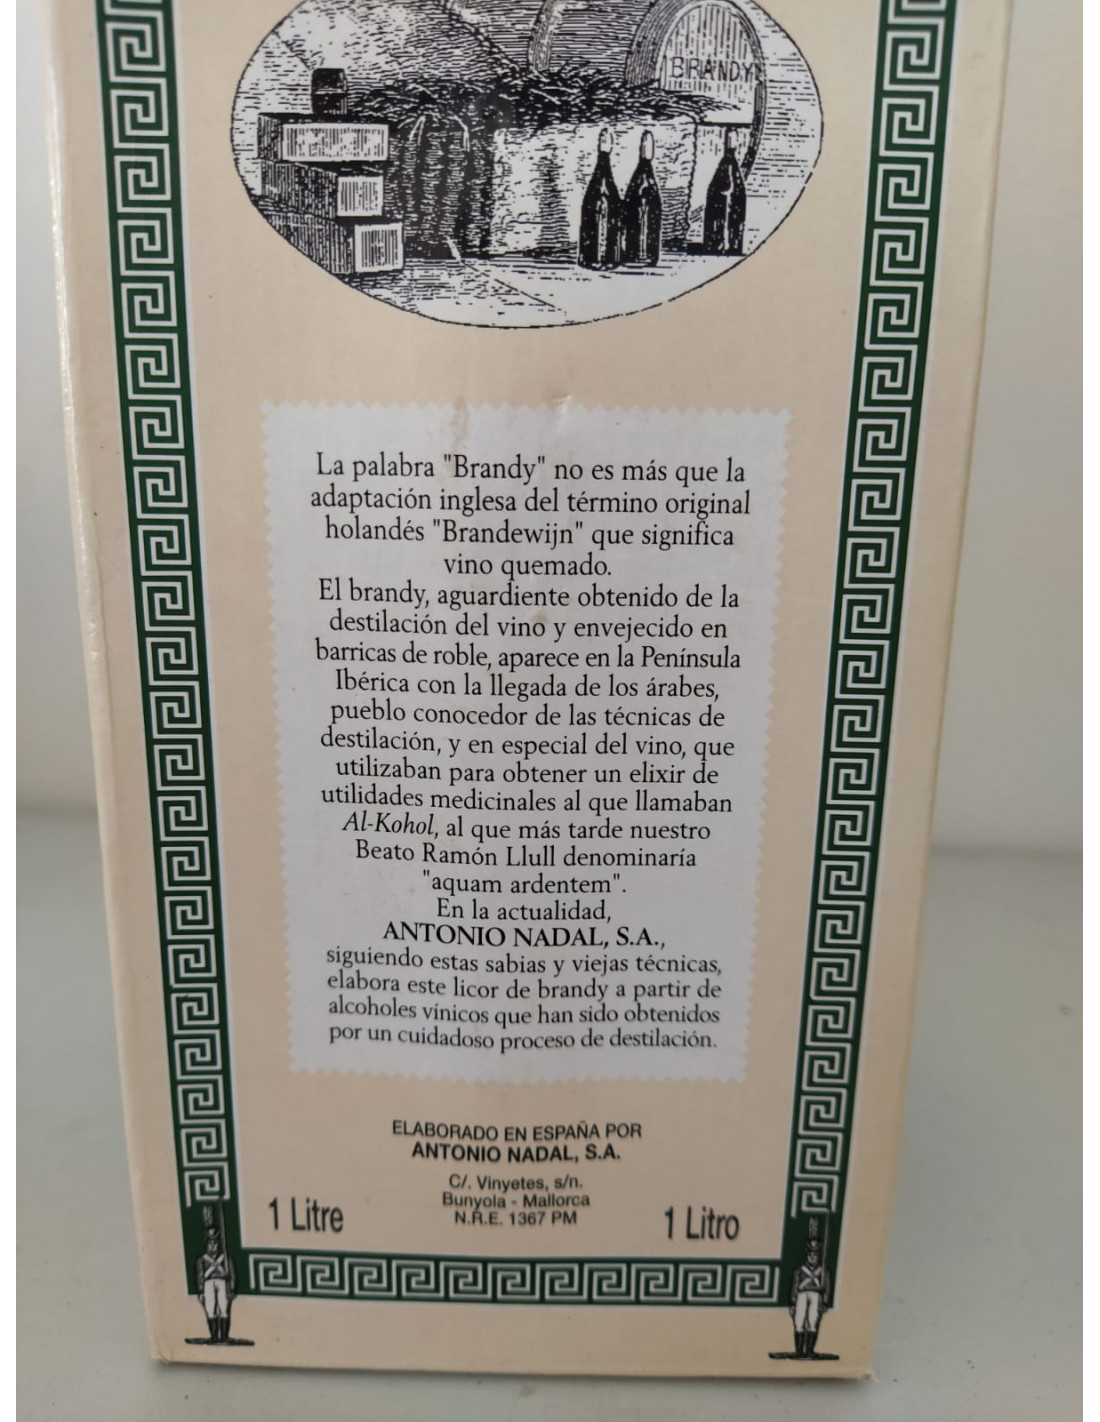 BRANDY
La palabra "Brandy" no es más que la
adaptación inglesa del término original
holandés "Brandewijn" que significa
vino quemado.
El brandy, aguardiente obtenido de la
destilación del vino y envejecido en
barricas de roble, aparece en la Península
Ibérica con la llegada de los árabes,
pueblo conocedor de las técnicas de
destilación, y en especial del vino, que
utilizaban para obtener un elixir de
utilidades medicinales al que llamaban
Al-Kohol, al que más tarde nuestro
Beato Ramón Llull denominaría
"aquam ardentem".
En la actualidad,
ANTONIO NADAL, S.A.,
siguiendo estas sabias y viejas técnicas,
elabora este licor de brandy a partir de
alcoholes vínicos que han sido obtenidos
por un cuidadoso proceso de destilación.
ELABORADO EN ESPAÑA POR
ANTONIO NADAL, S.A.
C/. Vinyetes, s/n.
Bunyola - Mallorca
N.R.E. 1367 PM
1 Litre
1 Litro